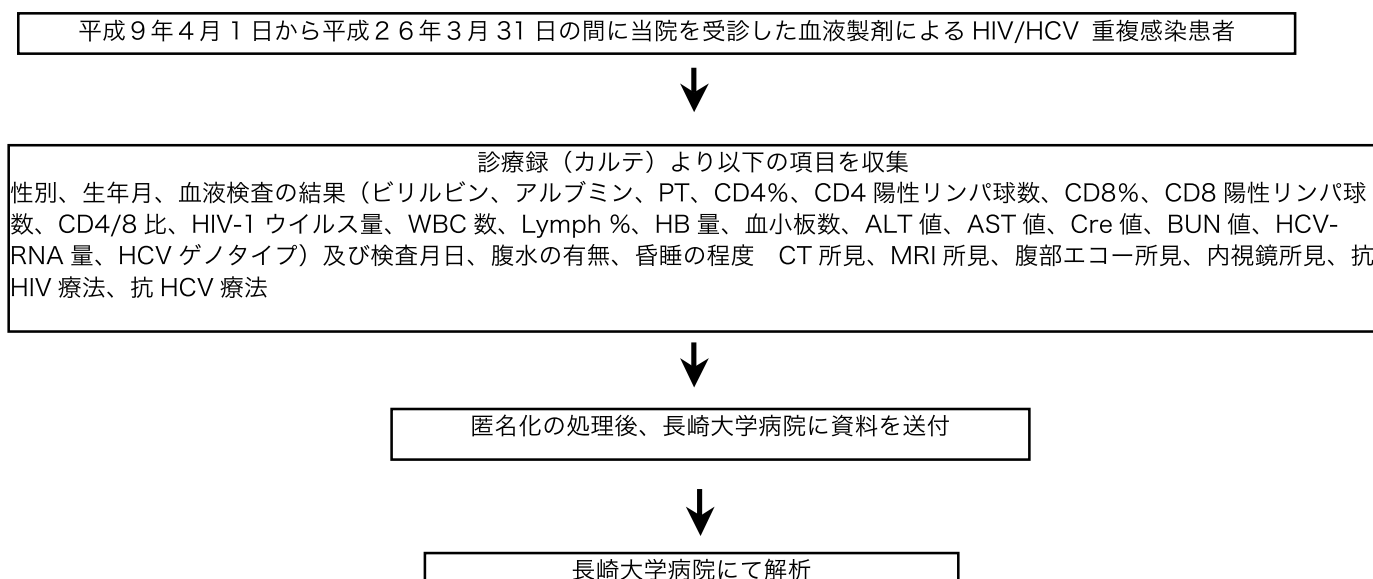 平成９年４月１日から平成２６年３月 31 日の間に当院を受診した血液製剤による HIV/HCV 重複感染患者
診療録（カルテ）より以下の項目を収集
性別、生年月、血液検査の結果（ビリルビン、アルブミン、PT、CD4%、CD4 陽性リンパ球数、CD8%、CD8 陽性リンパ球
数、CD4/8 比、HIV-1 ウイルス量、WBC 数、Lymph %、HB 量、血小板数、ALT 値、AST 値、Cre 値、BUN 値、HCV-
RNA 量、HCV ゲノタイプ）及び検査月日、腹水の有無、昏睡の程度　CT 所見、MRI 所見、腹部エコー所見、内視鏡所見、抗
HIV 療法、抗 HCV 療法
匿名化の処理後、長崎大学病院に資料を送付
長崎大学病院にて解析